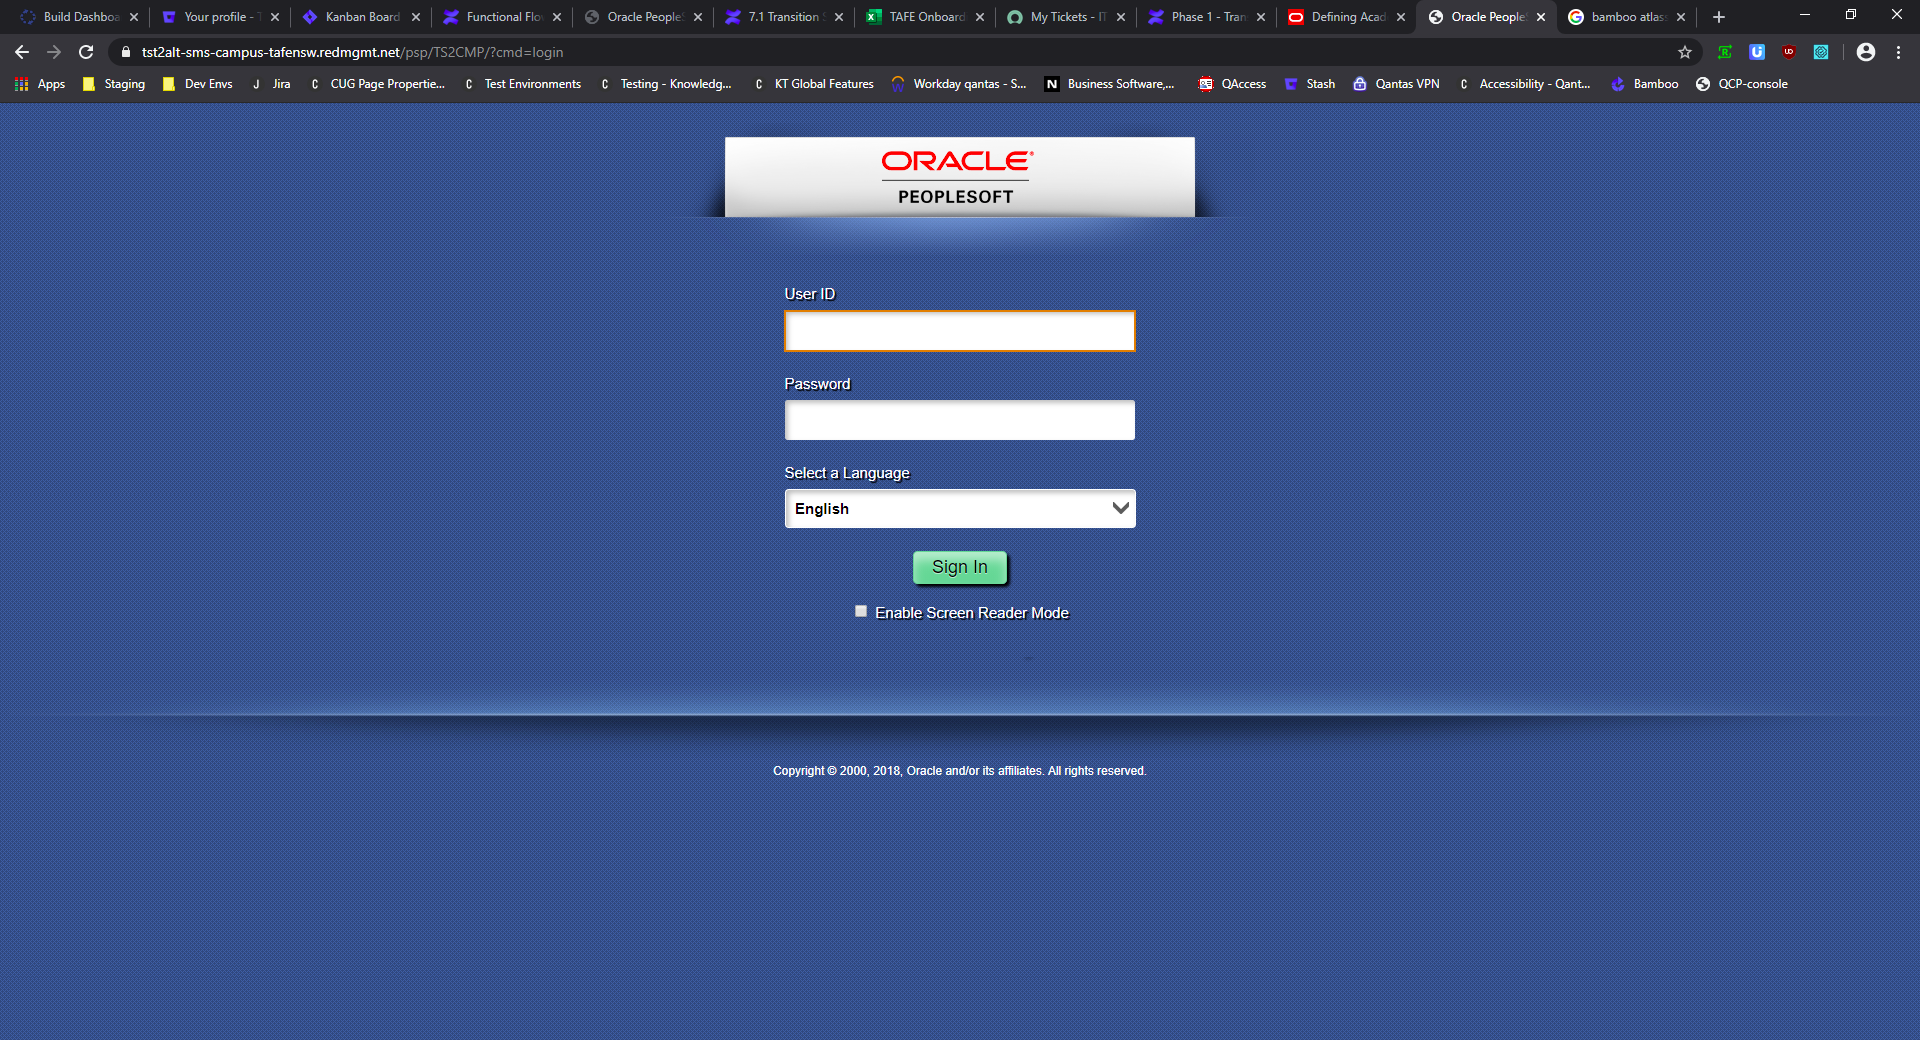 Build Dashboa
Your profile - T
Kanban Board
Functional Flo
Oracle PeopleS
7.1 Transition S
TAFE Onboard
My Tickets - IT
Phase 1 - Tran
Defining Acad
Oracle PeopleS
bamboo atlas
tst2alt-sms-campus-tafensw.redmgmt.net/psp/TS2CMP/?cmd=login
Apps
Staging
Dev Envs
J Jira
C CUG Page Propertie...
C Test Environments
C Testing - Knowledg...
C KT Global Features
Workday qantas - S...
N Business Software,...
QAccess
Stash
Qantas VPN
C Accessibility - Qant...
Bamboo
QCP-console
ORACLE®
PEOPLESOFT
User ID
Password
Select a Language
English
Sign In
Enable Screen Reader Mode
Copyright © 2000, 2018, Oracle and/or its affiliates. All rights reserved.